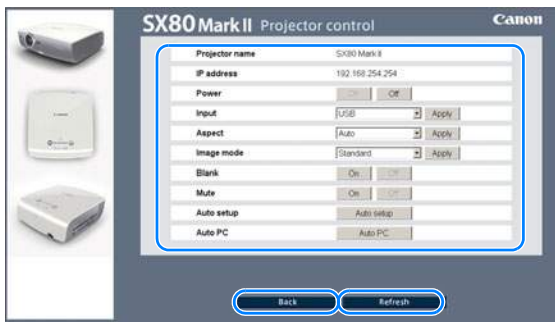 SX80 Mark II Projector control
Canon
Projector name SX80 Mark II
IP address 192.168.254.254
Power Off
Input USB Apply
Aspect Auto Apply
Image mode Standard Apply
Blank On Off
Mute On Off
Auto setup Auto setup
Auto PC Auto PC
Back Refresh